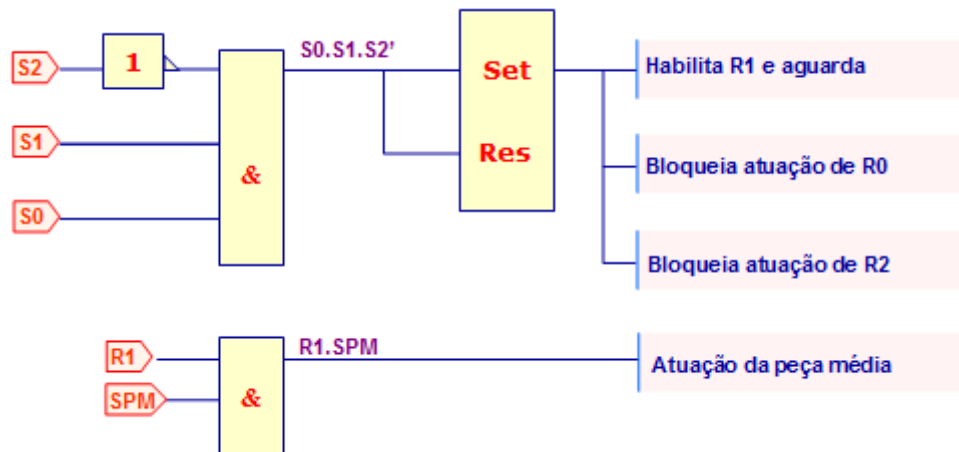 S2
1
S0.S1.S2'
Set
Habilita R1 e aguarda
S1
Res
Bloqueia atuação de R0
&
S0
Bloqueia atuação de R2
R1
R1.SPM
Atuação da peça média
SPM
&